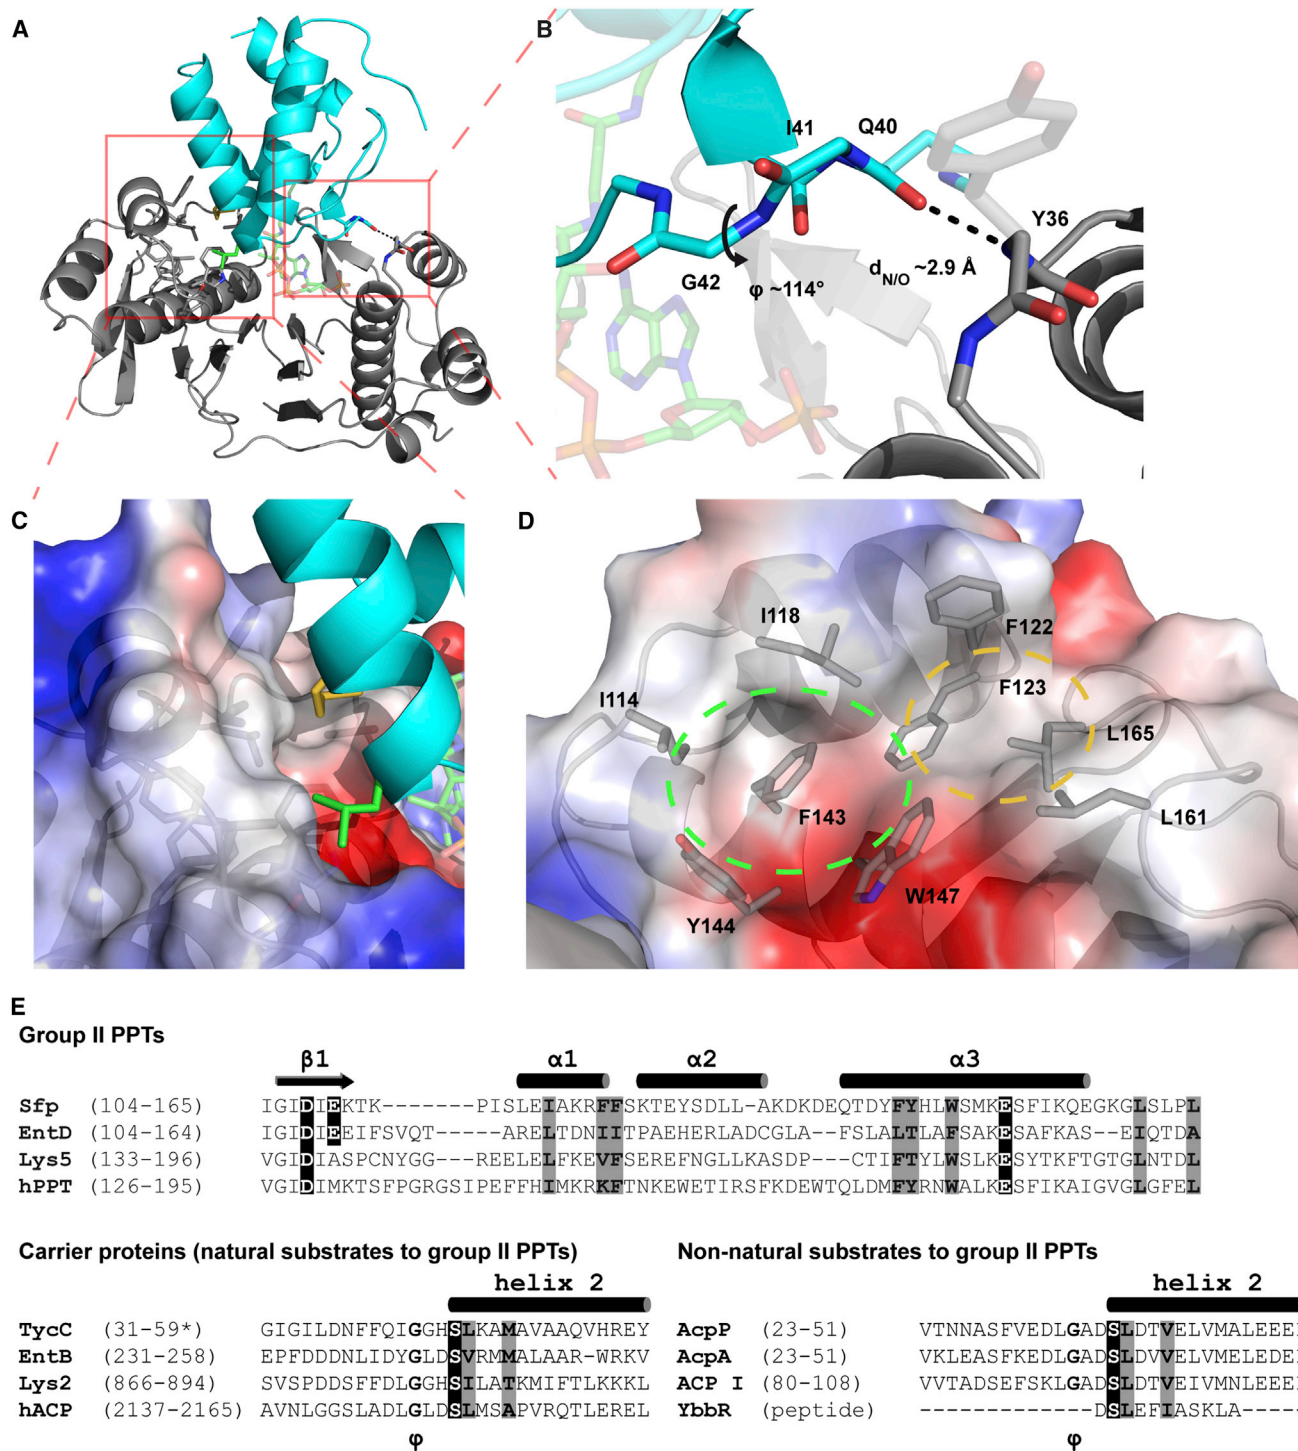 A
B
I41
Q40
Y36
G42
φ ~114°
dN/O ~2.9 Å
C
D
I118
F122
F123
I114
L165
F143
L161
W147
Y144
E
Group II PPTs
β1 α1 α2 α3
Sfp (104-165) IGIDIEKTK-------PISLEIAKRFFSKTEYSDLL-AKDKDEQTDYFYHLWSMKESFIKQEGKGLSLPL
EntD (104-164) IGIDIEEIFSVQT-----ARELTDNIITPAEHERLADCGLA--FSLALTLAFSAKESAFKAS--EIQTDA
Lys5 (133-196) VGIDIASPCNYGG---REELELFKEVFSEREFNGLLKASDP---CTIFTYLWSLKESYTKFTGTGLNTDL
hPPT (126-195) VGIDIMKTSFPGRGSIPEFFHIMKRKFTNKEWETIRSFKDEWTQLDMFYRNWALKESFIKAIGVGLGFEL
Carrier proteins (natural substrates to group II PPTs)
helix 2
TycC (31-59*) GIGILDNFFQIGGHSLKAMAVAAQVHREY
EntB (231-258) EPFDDDNLIDYGLDSVRMMALAAR-WRKV
Lys2 (866-894) SVSPDDSFFDLGGHSILATKMIFTLKKKL
hACP (2137-2165) AVNLGGSLADLGLDSLMSAPVRQTLEREL
φ
Non-natural substrates to group II PPTs
helix 2
AcpP (23-51) VTNNASFVEDLGADSLDTVELVMALEEE
AcpA (23-51) VKLEASFKEDLGADSLDVVELVMELEDE
ACP I (80-108) VVTADSEFSKLGADSLDTVEIVMNLEEE
YbbR (peptide) -------------DSLEFIASKLA----
φ